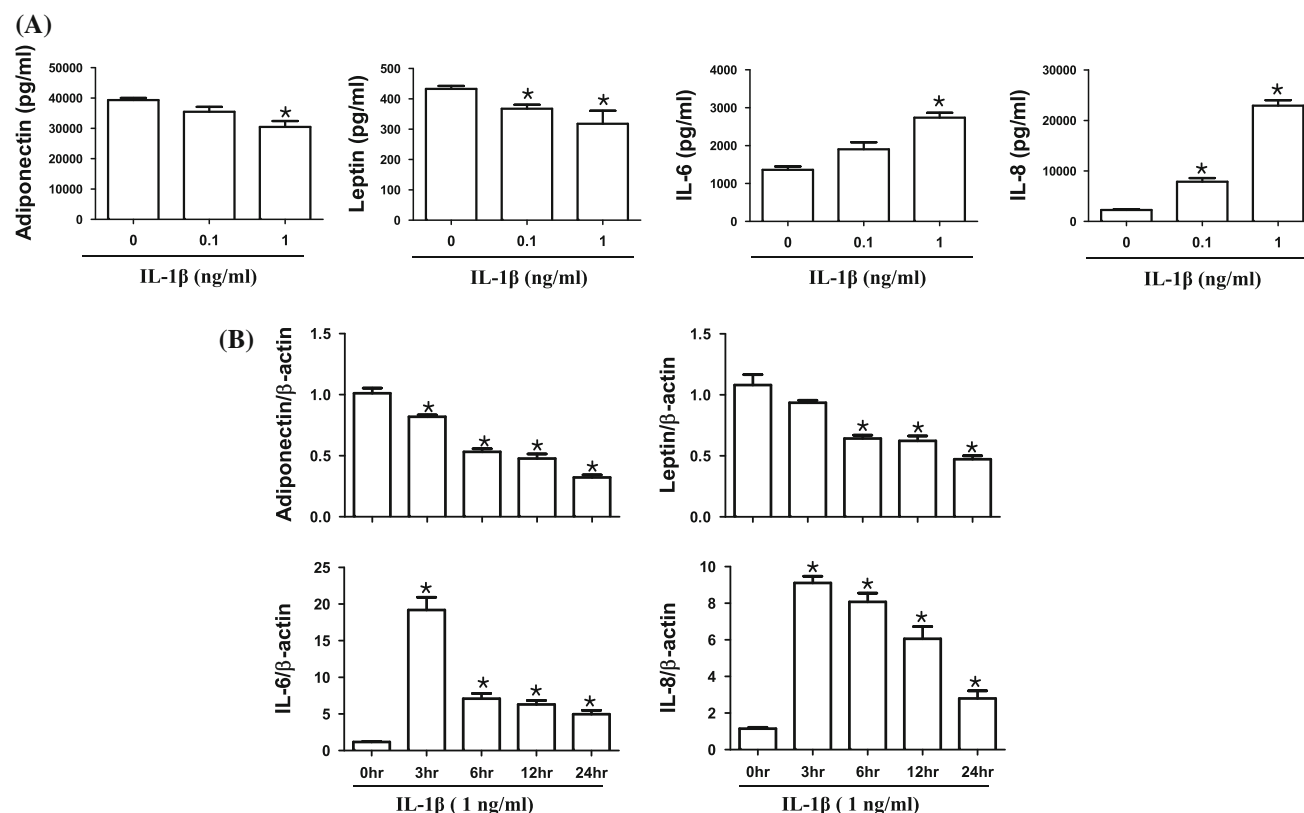 (A)
Adiponectin (pg/ml)
50000
40000
30000
20000
10000
0
*
0 0.1 1
IL-1β (ng/ml)
Leptin (pg/ml)
500
400
300
200
400
0
* *
0 0.1 1
IL-1β (ng/ml)
IL-6 (pg/ml)
4000
3000
2000
1000
0
*
0 0.1 1
IL-1β (ng/ml)
IL-8 (pg/ml)
30000
20000
10000
0
* *
0 0.1 1
IL-1β (ng/ml)
(B)
Adiponectin/β-actin
1.5
1.0
0.5
0.0
* * * *
Leptin/β-actin
1.5
1.0
0.5
0.0
* * *
IL-6/β-actin
25
20
15
10
5
0
* * * *
0hr 3hr 6hr 12hr 24hr
IL-1β ( 1 ng/ml)
IL-8/β-actin
10
8
6
4
2
0
* * * *
0hr 3hr 6hr 12hr 24hr
IL-1β ( 1 ng/ml)